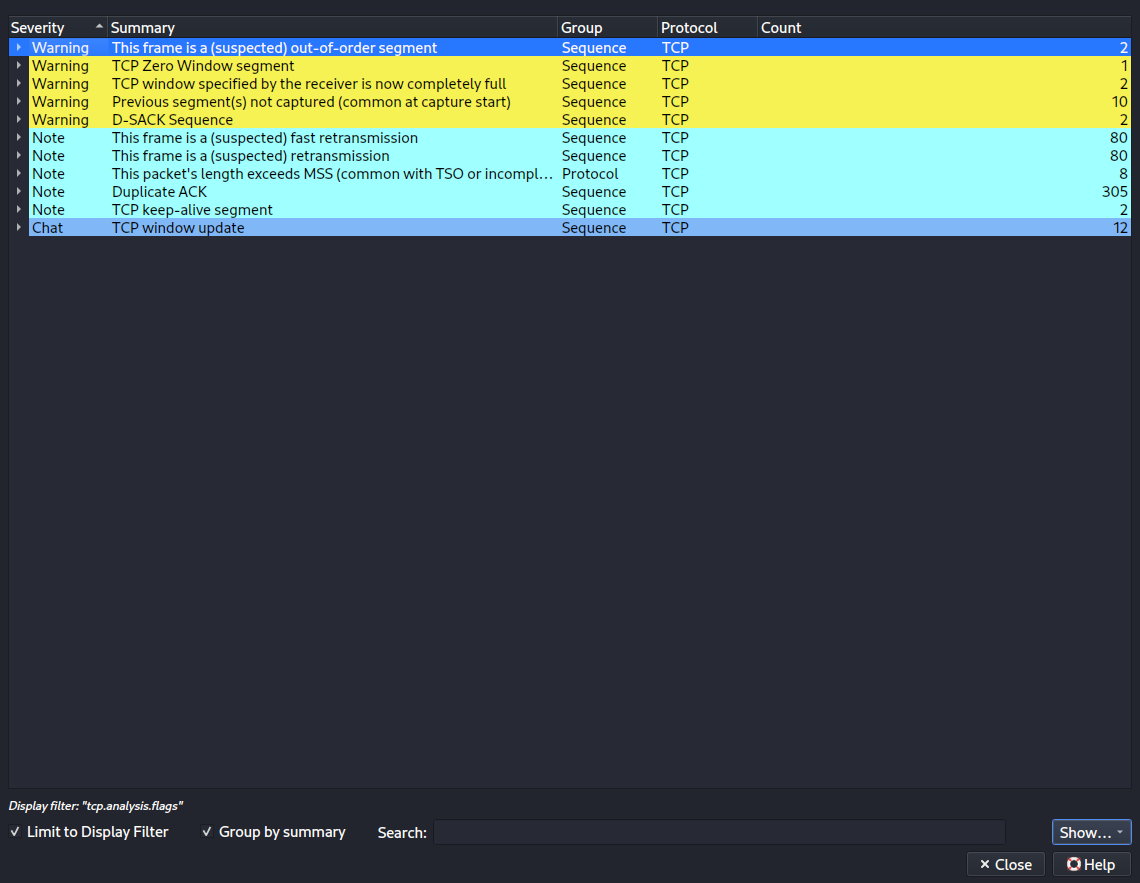 Severity Summary Group Protocol Count
Warning This frame is a (suspected) out-of-order segment Sequence TCP 2
Warning TCP Zero Window segment Sequence TCP 1
Warning TCP window specified by the receiver is now completely full Sequence TCP 2
Warning Previous segment(s) not captured (common at capture start) Sequence TCP 10
Warning D-SACK Sequence Sequence TCP 2
Note This frame is a (suspected) fast retransmission Sequence TCP 80
Note This frame is a (suspected) retransmission Sequence TCP 80
Note This packet's length exceeds MSS (common with TSO or incompl... Protocol TCP 8
Note Duplicate ACK Sequence TCP 305
Note TCP keep-alive segment Sequence TCP 2
Chat TCP window update Sequence TCP 12
Display filter: "tcp.analysis.flags"
✓ Limit to Display Filter ✓ Group by summary Search: Show...
× Close Help